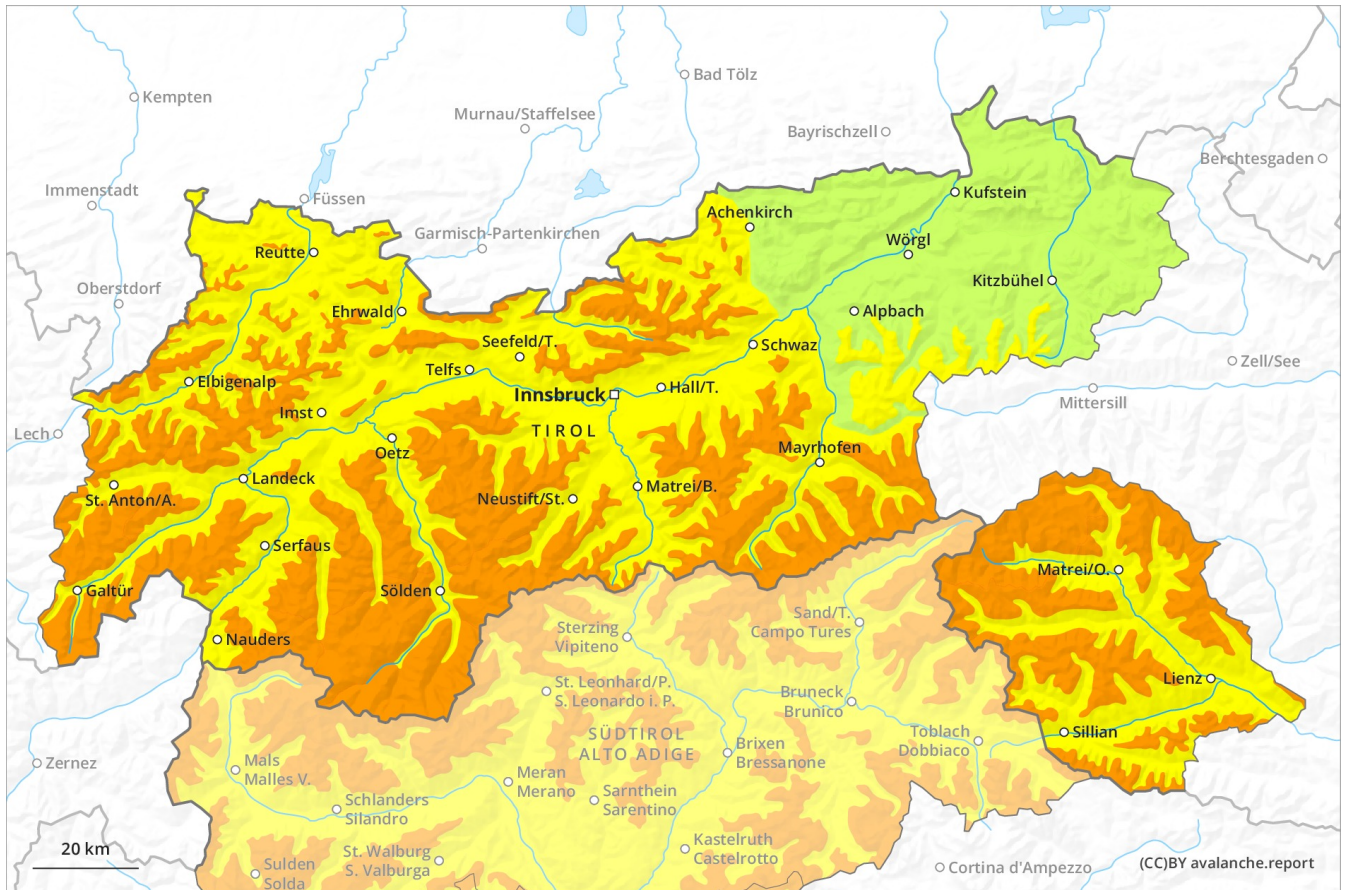 Bad Tölz
Kempten
Murnau/Staffelsee
Bayrischzell
Berchtesgaden
Immenstadt
Füssen
Kufstein
Achenkirch
Garmisch-Partenkirchen
Wörgl
Reutte
Kitzbühel
Oberstdorf
Ehrwald
Alpbach
Seefeld/T.
Schwaz
Zell/See
Telfs
Elbigenalp
Hall/T.
Innsbruck
Mittersill
Imst
TIROL
Lech
Oetz
Mayrhofen
Landeck
St. Anton/A.
Neustift/St.
Matrei/B.
Serfaus
Matrei/O.
Galtür
Sölden
Sand/T.
Campo Tures
Sterzing
Vipiteno
Nauders
Lienz
St. Leonhard/P.
S. Leonardo i. P.
Bruneck
Brunico
SÜDTIROL
ALTO ADIGE
Toblach
Dobbiaco
Sillian
Brixen
Bressanone
Zernez
Mals
Malles V.
Meran
Merano
Sarnthein
Sarentino
Schlanders
Silandro
Kastelruth
Castelrotto
20 km
St. Walburg
S. Valburga
Sulden
Solda
Cortina d'Ampezzo
(CC)BY avalanche.report